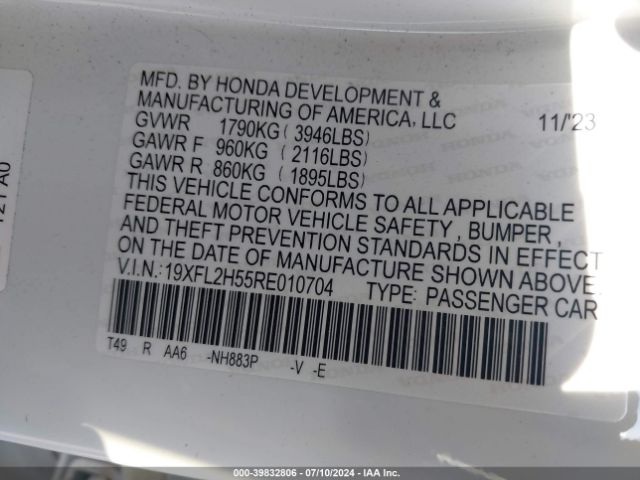 MFD. BY HONDA DEVELOPMENT &
MANUFACTURING OF AMERICA, LLC 11/'23
GVWR 1790KG ( 3946LBS)
GAWR F 960KG ( 2116LBS)
GAWR R 860KG ( 1895LBS)
THIS VEHICLE CONFORMS TO ALL APPLICABLE
FEDERAL MOTOR VEHICLE SAFETY , BUMPER ,
AND THEFT PREVENTION STANDARDS IN EFFECT
ON THE DATE OF MANUFACTURE SHOWN ABOVE.
V.I.N.:19XFL2H55RE010704 TYPE: PASSENGER CAR
T49 R AA6 -NH883P -V -E
000-39832806 / 07/10/2024 - IAA Inc.